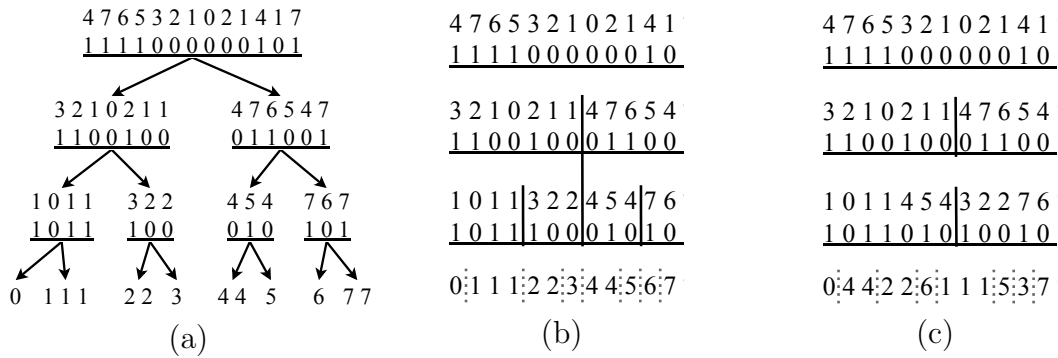 4 7 6 5 3 2 1 0 2 1 4 1 7
1 1 1 1 0 0 0 0 0 0 1 0 1
3 2 1 0 2 1 1
1 1 0 0 1 0 0
4 7 6 5 4 7
0 1 1 0 0 1
1 0 1 1
1 0 1 1
3 2 2
1 0 0
4 5 4
0 1 0
7 6 7
1 0 1
0 1 1 1 2 2 3 4 4 5 6 7 7
(a)
4 7 6 5 3 2 1 0 2 1 4 1
1 1 1 1 0 0 0 0 0 0 1 0
3 2 1 0 2 1 1 4 7 6 5 4
1 1 0 0 1 0 0 0 1 1 0 0
1 0 1 1 3 2 2 4 5 4 7 6
1 0 1 1 1 0 0 0 1 0 1 0
0 1 1 1 2 2 3 4 4 5 6 7
(b)
4 7 6 5 3 2 1 0 2 1 4 1
1 1 1 1 0 0 0 0 0 0 1 0
3 2 1 0 2 1 1 4 7 6 5 4
1 1 0 0 1 0 0 0 1 1 0 0
1 0 1 1 4 5 4 3 2 2 7 6
1 0 1 1 0 1 0 1 0 0 1 0
0 4 4 2 2 6 1 1 1 5 3 7
(c)